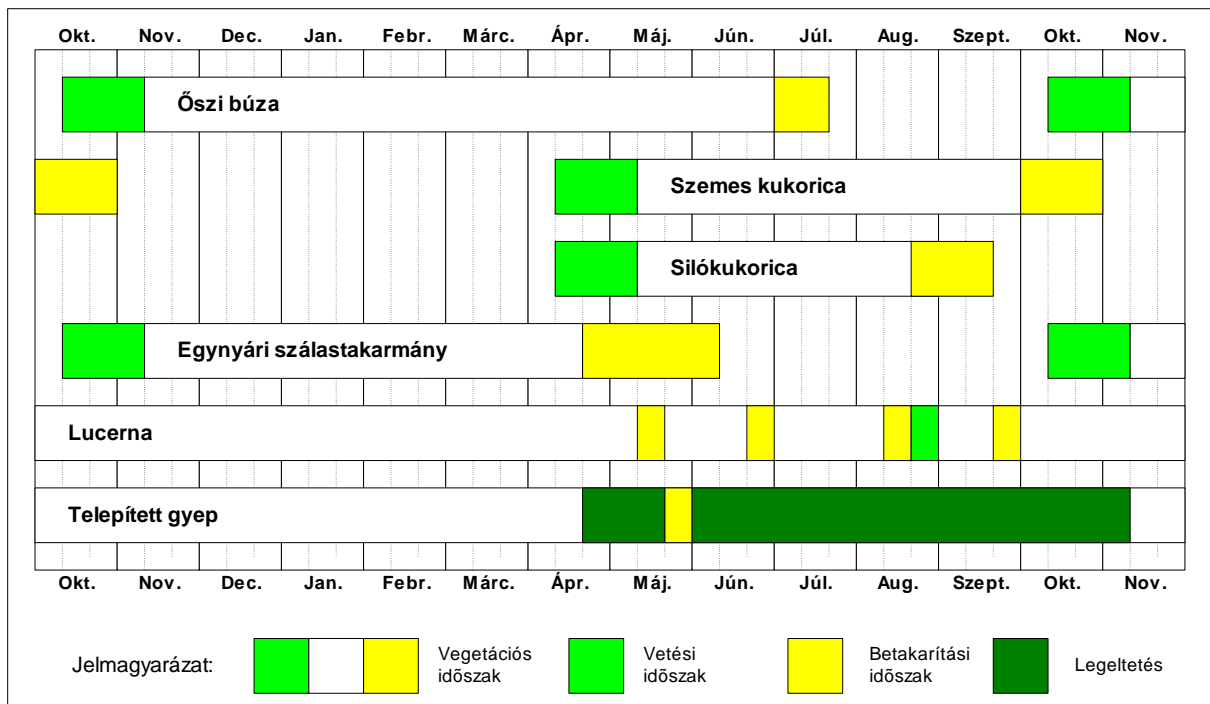 Okt. Nov. Dec. Jan. Febr. Márc. Ápr. Máj. Jún. Júl. Aug. Szept. Okt. Nov.
Őszi búza
Szemes kukorica
Silókukorica
Egynyári szálastakarmány
Lucerna
Telepített gyep
Okt. Nov. Dec. Jan. Febr. Márc. Ápr. Máj. Jún. Júl. Aug. Szept. Okt. Nov.
Jelmagyarázat:
Vegetációs
időszak
Vetési
időszak
Betakarítási
időszak
Legeltetés